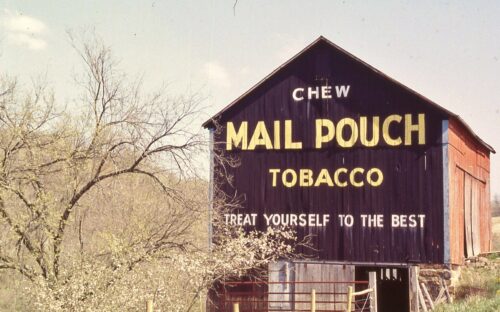 CHEW
MAIL POUCH
TOBACCO
TREAT YOURSELF TO THE BEST